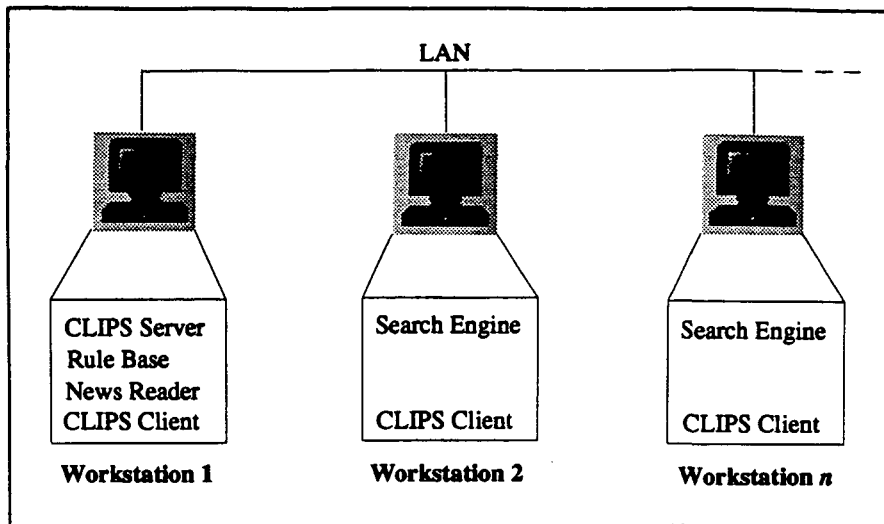 LAN
CLIPS Server
Rule Base
News Reader
CLIPS Client
Workstation 1
Search Engine
CLIPS Client
Workstation 2
Search Engine
CLIPS Client
Workstation n